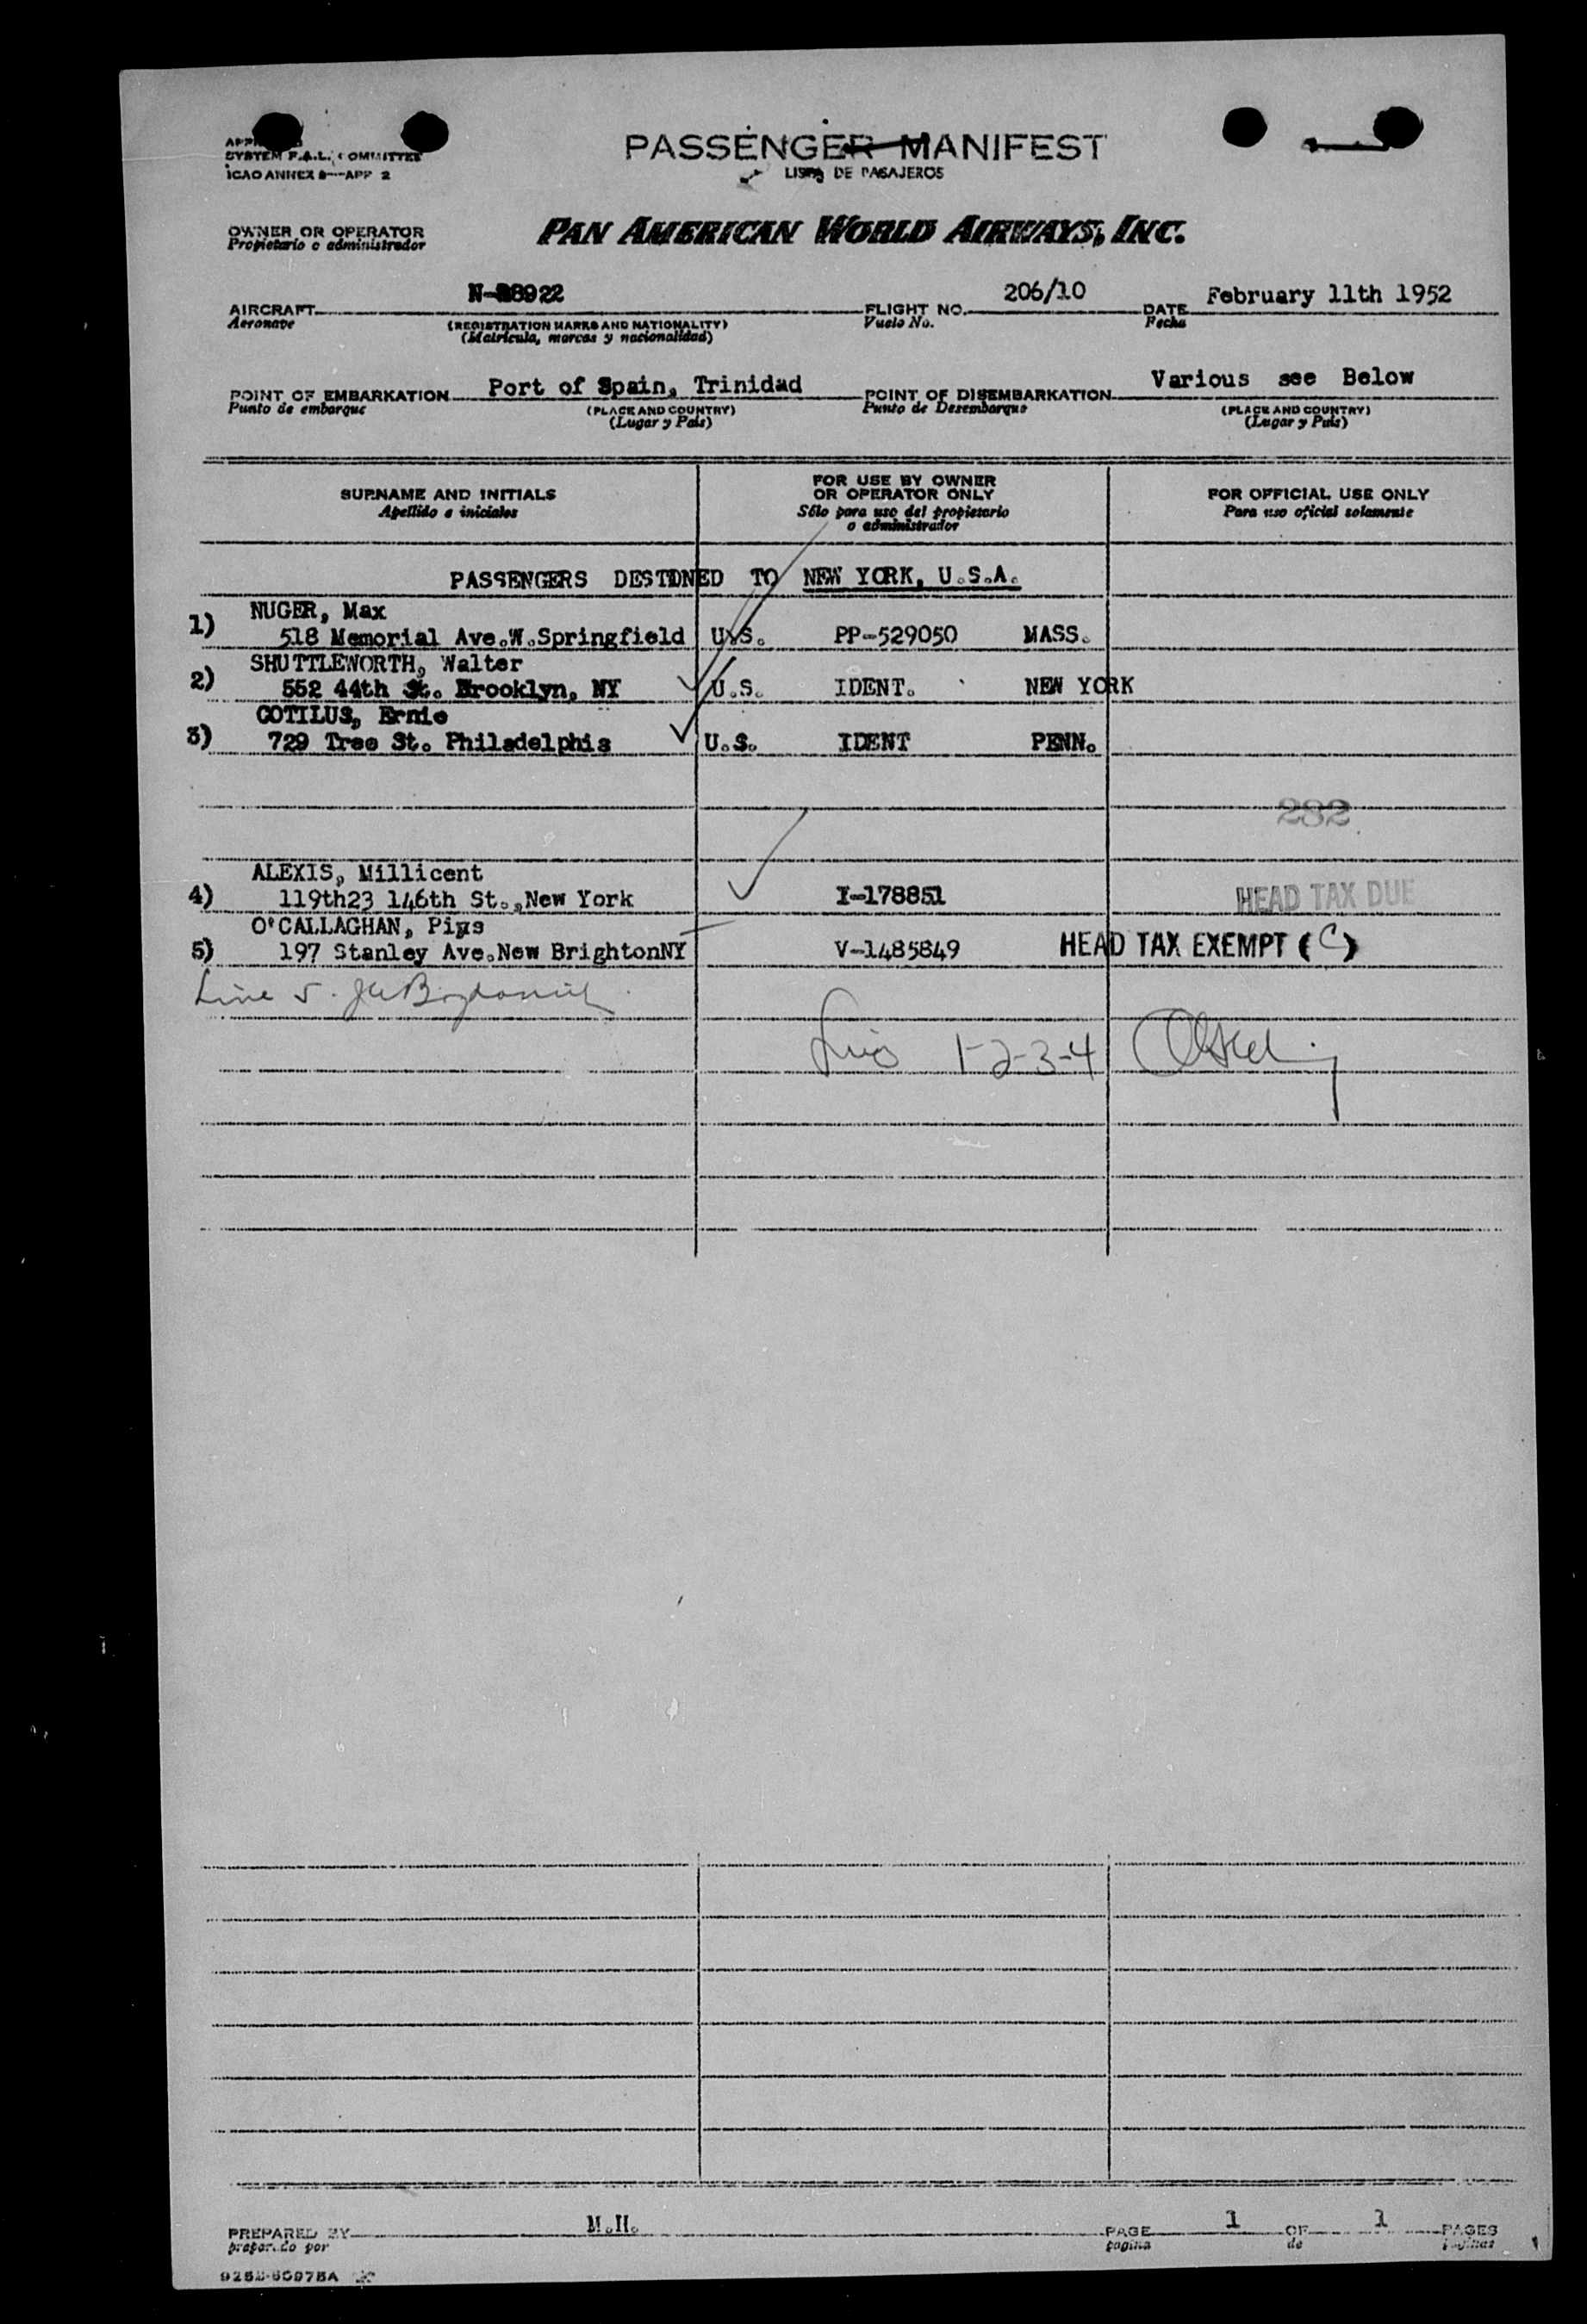 SYSTEM F.A.L. COMMITTEE
ICAO ANNEX 9—APP 2
PASSENGER MANIFEST
LISTA DE PASAJEROS
OWNER OR OPERATOR
Propietario o administrador
PAN AMERICAN WORLD AIRWAYS, INC.
AIRCRAFT N-88922 FLIGHT NO. 206/10 DATE February 11th 1952
Aeronave (REGISTRATION MARKS AND NATIONALITY) Vuelo No. Fecha
(Matrícula, marcas y nacionalidad)
POINT OF EMBARKATION Port of Spain, Trinidad POINT OF DISEMBARKATION Various see Below
Punto de embarque (PLACE AND COUNTRY) Punto de Desembarque (PLACE AND COUNTRY)
(Lugar y País) (Lugar y País)
SURNAME AND INITIALS
Apellido e iniciales
FOR USE BY OWNER
OR OPERATOR ONLY
Sólo para uso del propietario
o administrador
FOR OFFICIAL USE ONLY
Para uso oficial solamente
PASSENGERS DESTINED TO NEW YORK, U.S.A.
1) NUGER, Max
518 Memorial Ave.W.Springfield U.S. PP-529050 MASS.
2) SHUTTLEWORTH, Walter
552 44th St. Brooklyn, NY U.S. IDENT. NEW YORK
3) COTILUS, Ernie
729 Tree St. Philadelphia U.S. IDENT PENN.
282
4) ALEXIS, Millicent
119th23 146th St.,New York I-178851 HEAD TAX DUE
5) O'CALLAGHAN, Pius
197 Stanley Ave.New BrightonNY V-1485849 HEAD TAX EXEMPT (C)
Line 5.
1-2-3-4
PREPARED BY M.H. PAGE 1 OF 1 PAGES
preparado por pagina de paginas